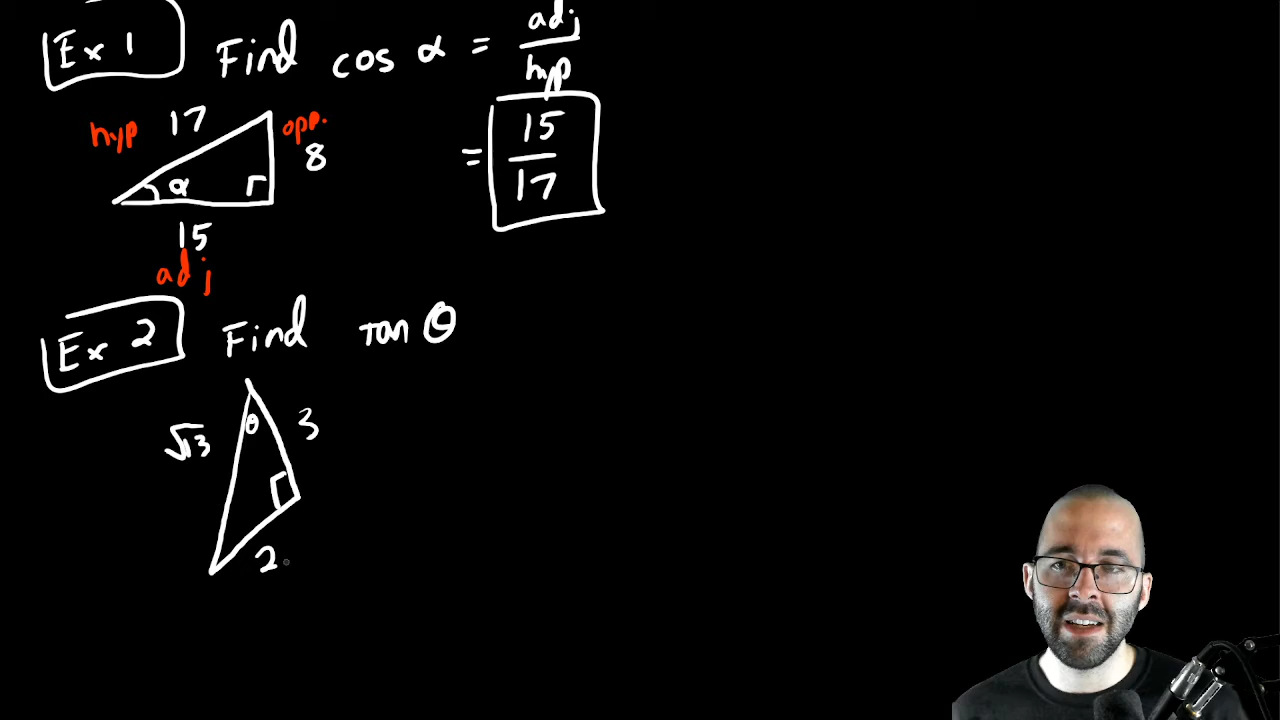 Ex 1 Find cos α = adj/hyp
hyp 17 opp.
8
= 15/17
α
15
adj
Ex 2 Find tan θ
θ 3
√13
2